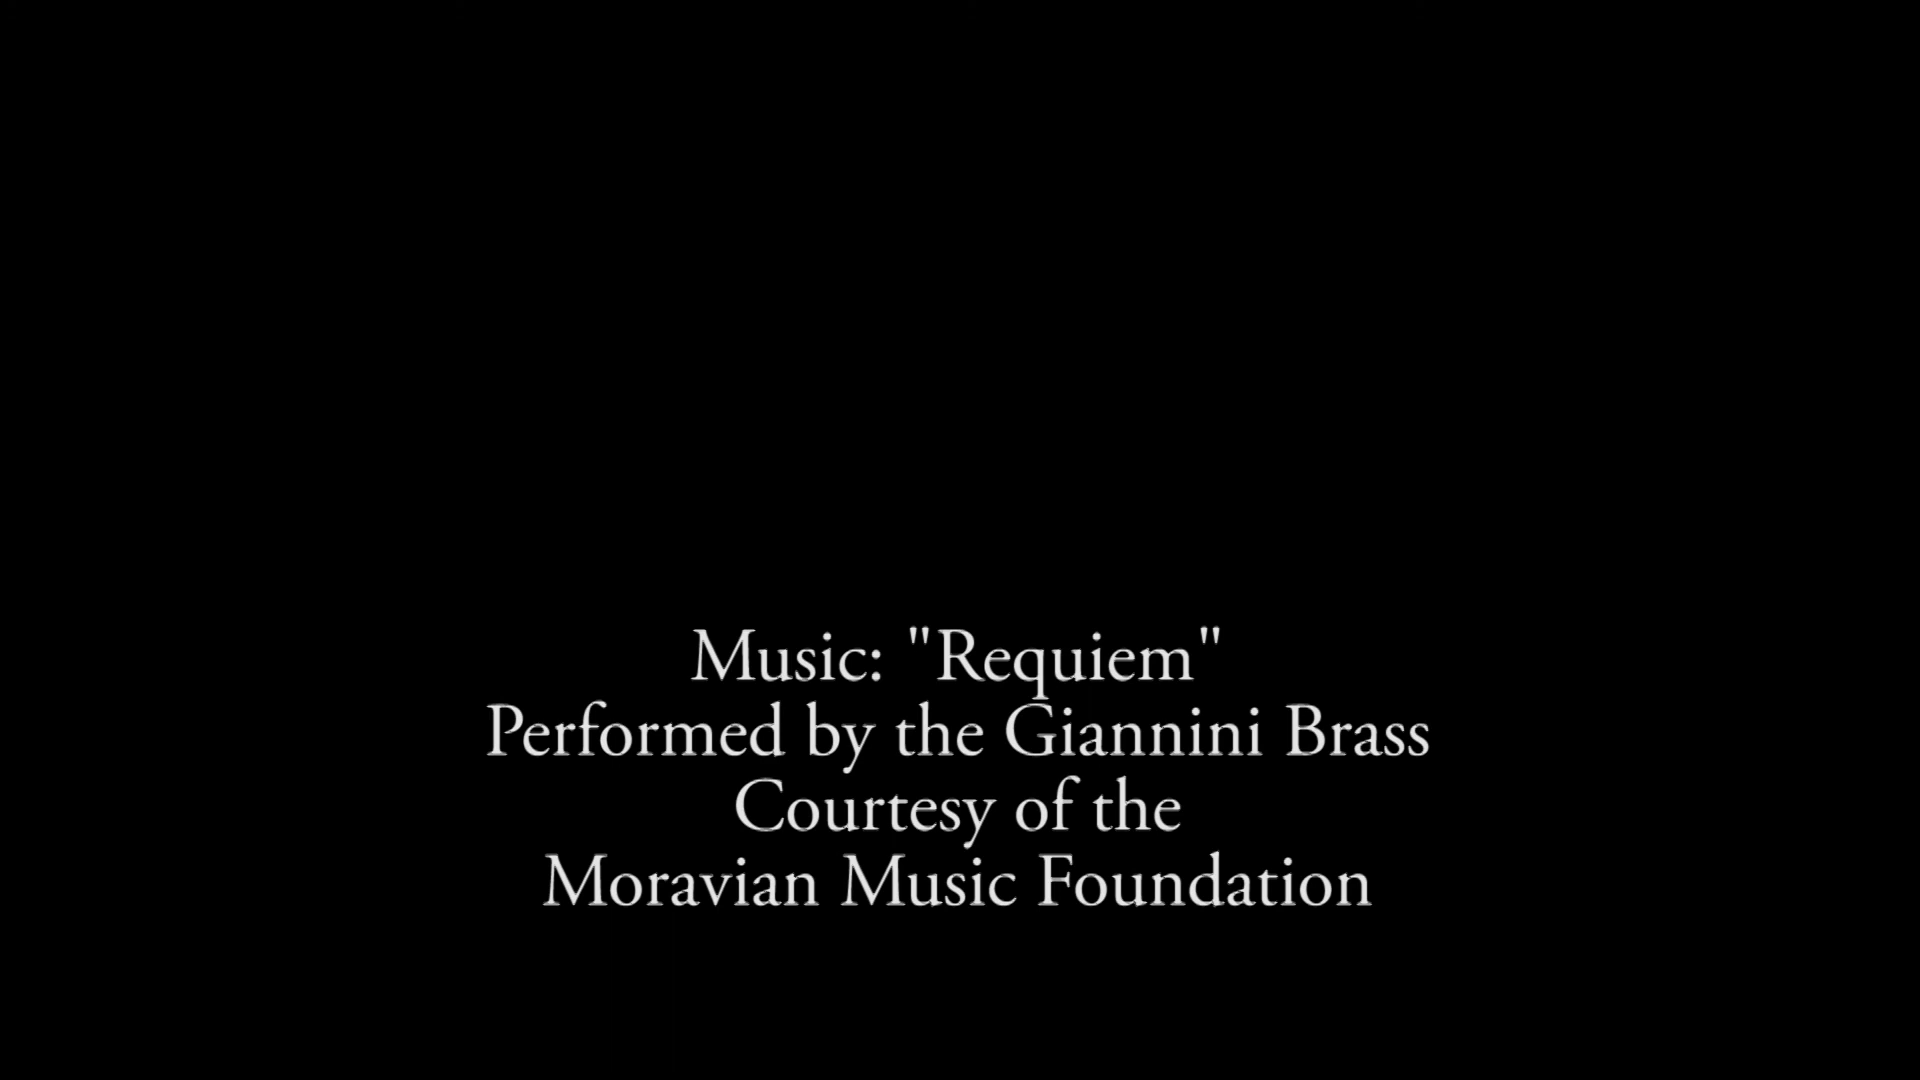 Music: "Requiem"
Performed by the Giannini Brass
Courtesy of the
Moravian Music Foundation